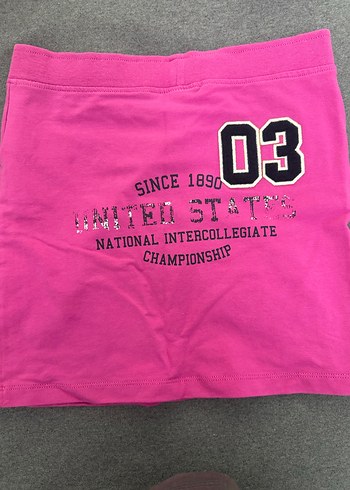 03
SINCE 1890
UNITED STATES
NATIONAL INTERCOLLEGIATE
CHAMPIONSHIP